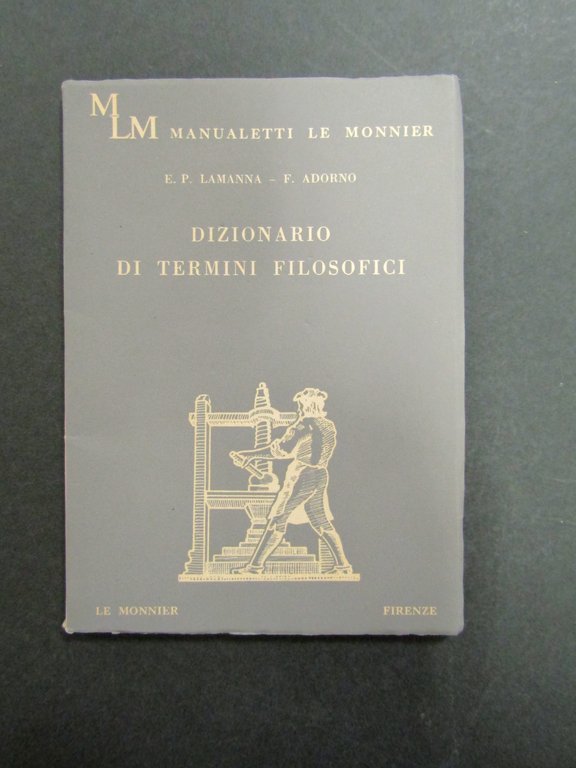 MLM MANUALETTI LE MONNIER
E. P. LAMANNA – F. ADORNO
DIZIONARIO
DI TERMINI FILOSOFICI
LE MONNIER FIRENZE